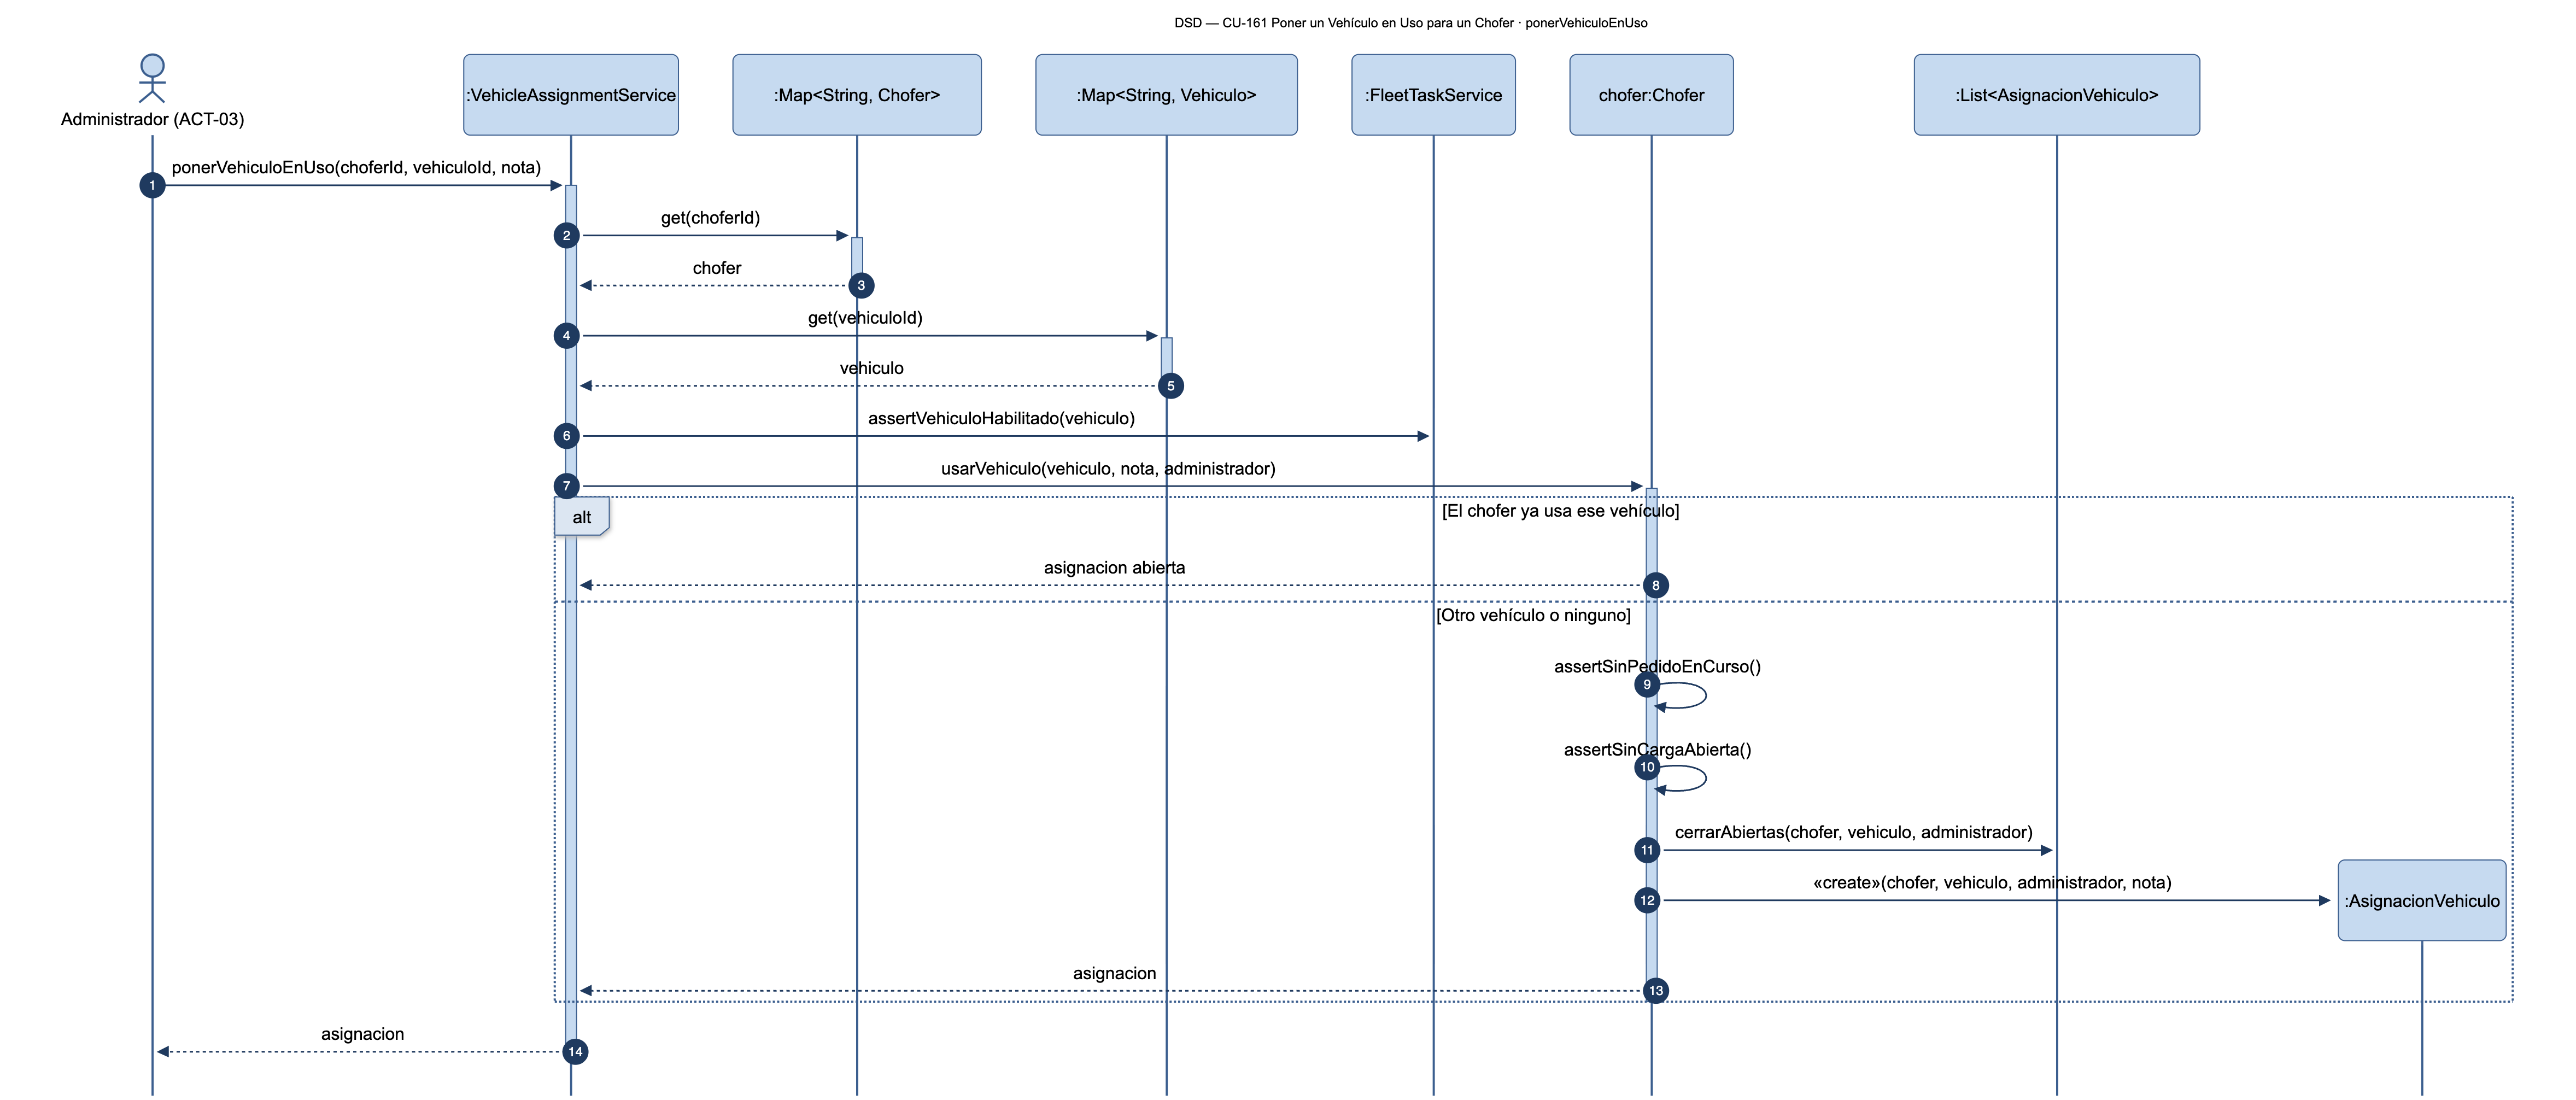 DSD — CU-161 Poner un Vehículo en Uso para un Chofer · ponerVehiculoEnUso
Administrador (ACT-03)
:VehicleAssignmentService
:Map<String, Chofer>
:Map<String, Vehiculo>
:FleetTaskService
chofer:Chofer
:List<AsignacionVehiculo>
ponerVehiculoEnUso(choferId, vehiculoId, nota)
1
get(choferId)
2
chofer
3
get(vehiculoId)
4
vehiculo
5
assertVehiculoHabilitado(vehiculo)
6
usarVehiculo(vehiculo, nota, administrador)
7
alt
[El chofer ya usa ese vehículo]
asignacion abierta
8
[Otro vehículo o ninguno]
assertSinPedidoEnCurso()
9
assertSinCargaAbierta()
10
cerrarAbiertas(chofer, vehiculo, administrador)
11
«create»(chofer, vehiculo, administrador, nota)
12
:AsignacionVehiculo
asignacion
13
asignacion
14